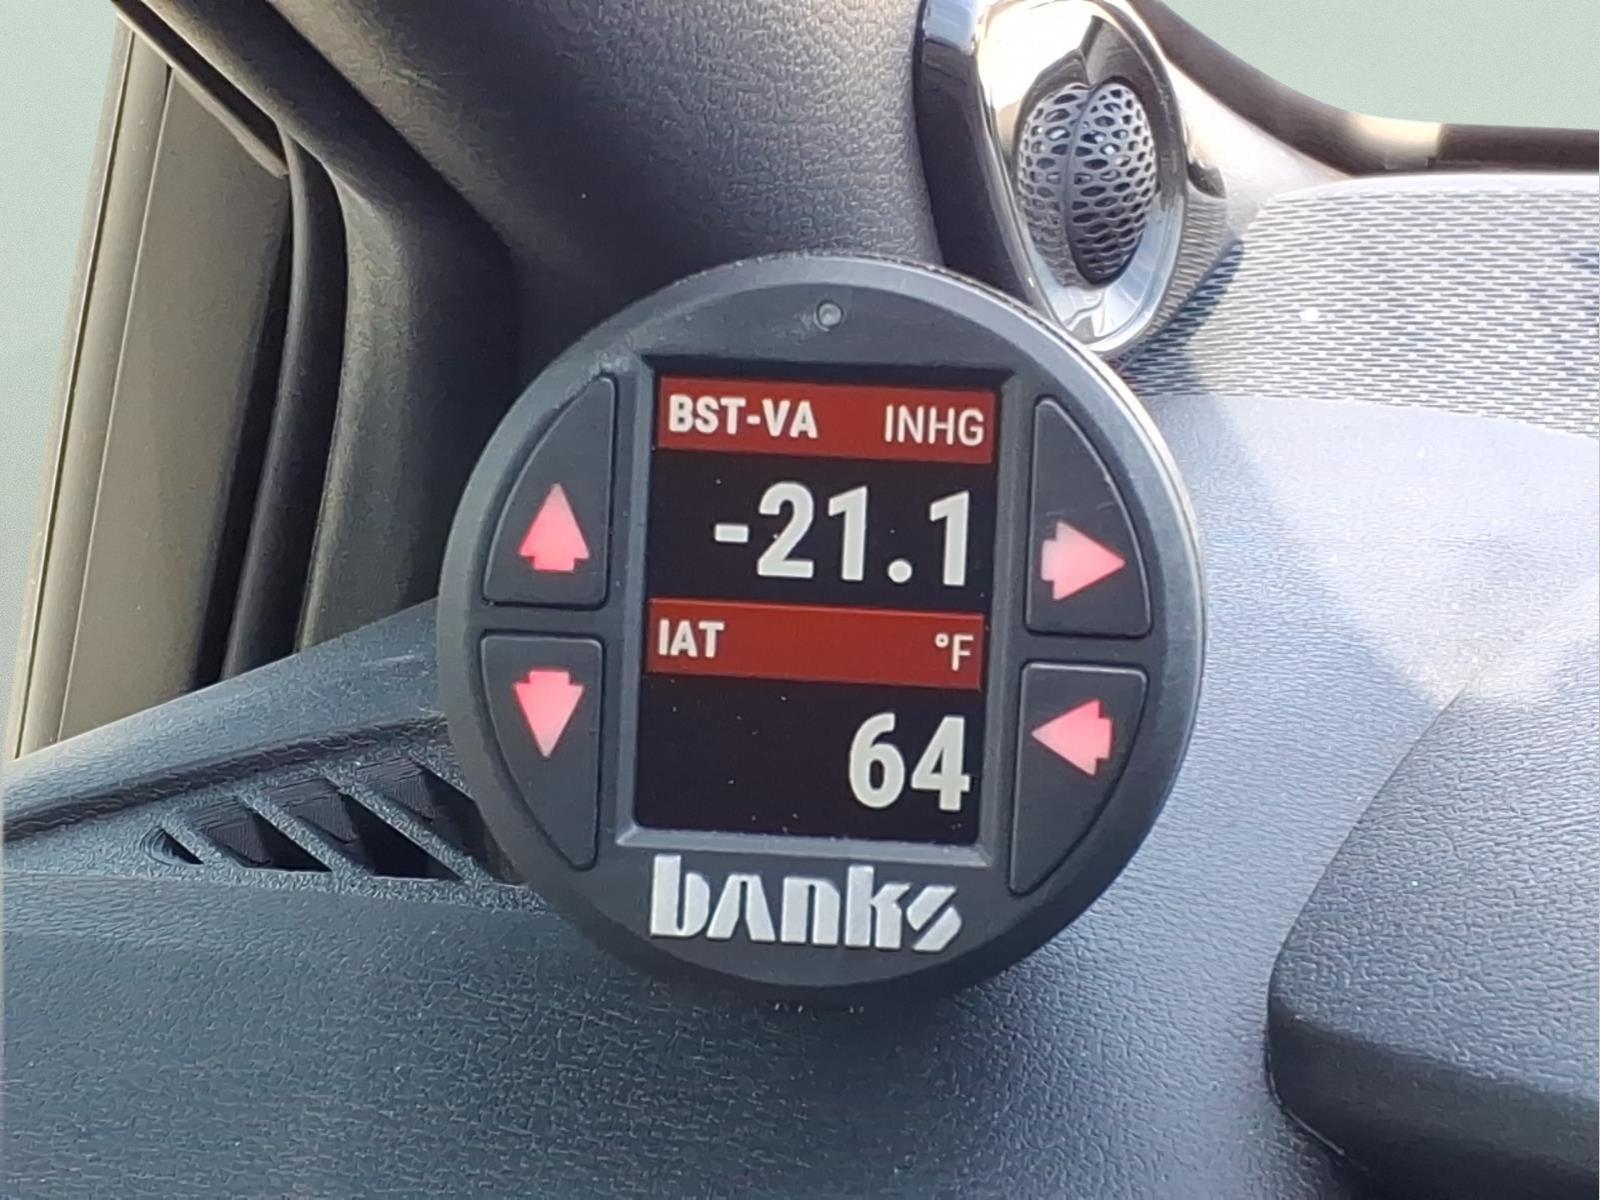 BST-VA INHG
-21.1
IAT °F
64
banks